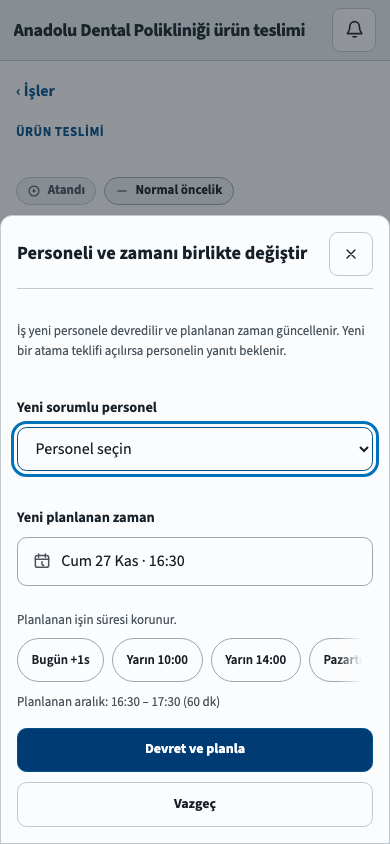 Anadolu Dental Polikliniği ürün teslimi
‹ İşler
ÜRÜN TESLİMİ
Atandı
Normal öncelik
Personeli ve zamanı birlikte değiştir
İş yeni personele devredilir ve planlanan zaman güncellenir. Yeni
bir atama teklifi açılırsa personelin yanıtı beklenir.
Yeni sorumlu personel
Personel seçin
Yeni planlanan zaman
Cum 27 Kas · 16:30
Planlanan işin süresi korunur.
Bugün +1s
Yarın 10:00
Yarın 14:00
Planlanan aralık: 16:30 – 17:30 (60 dk)
Devret ve planla
Vazgeç